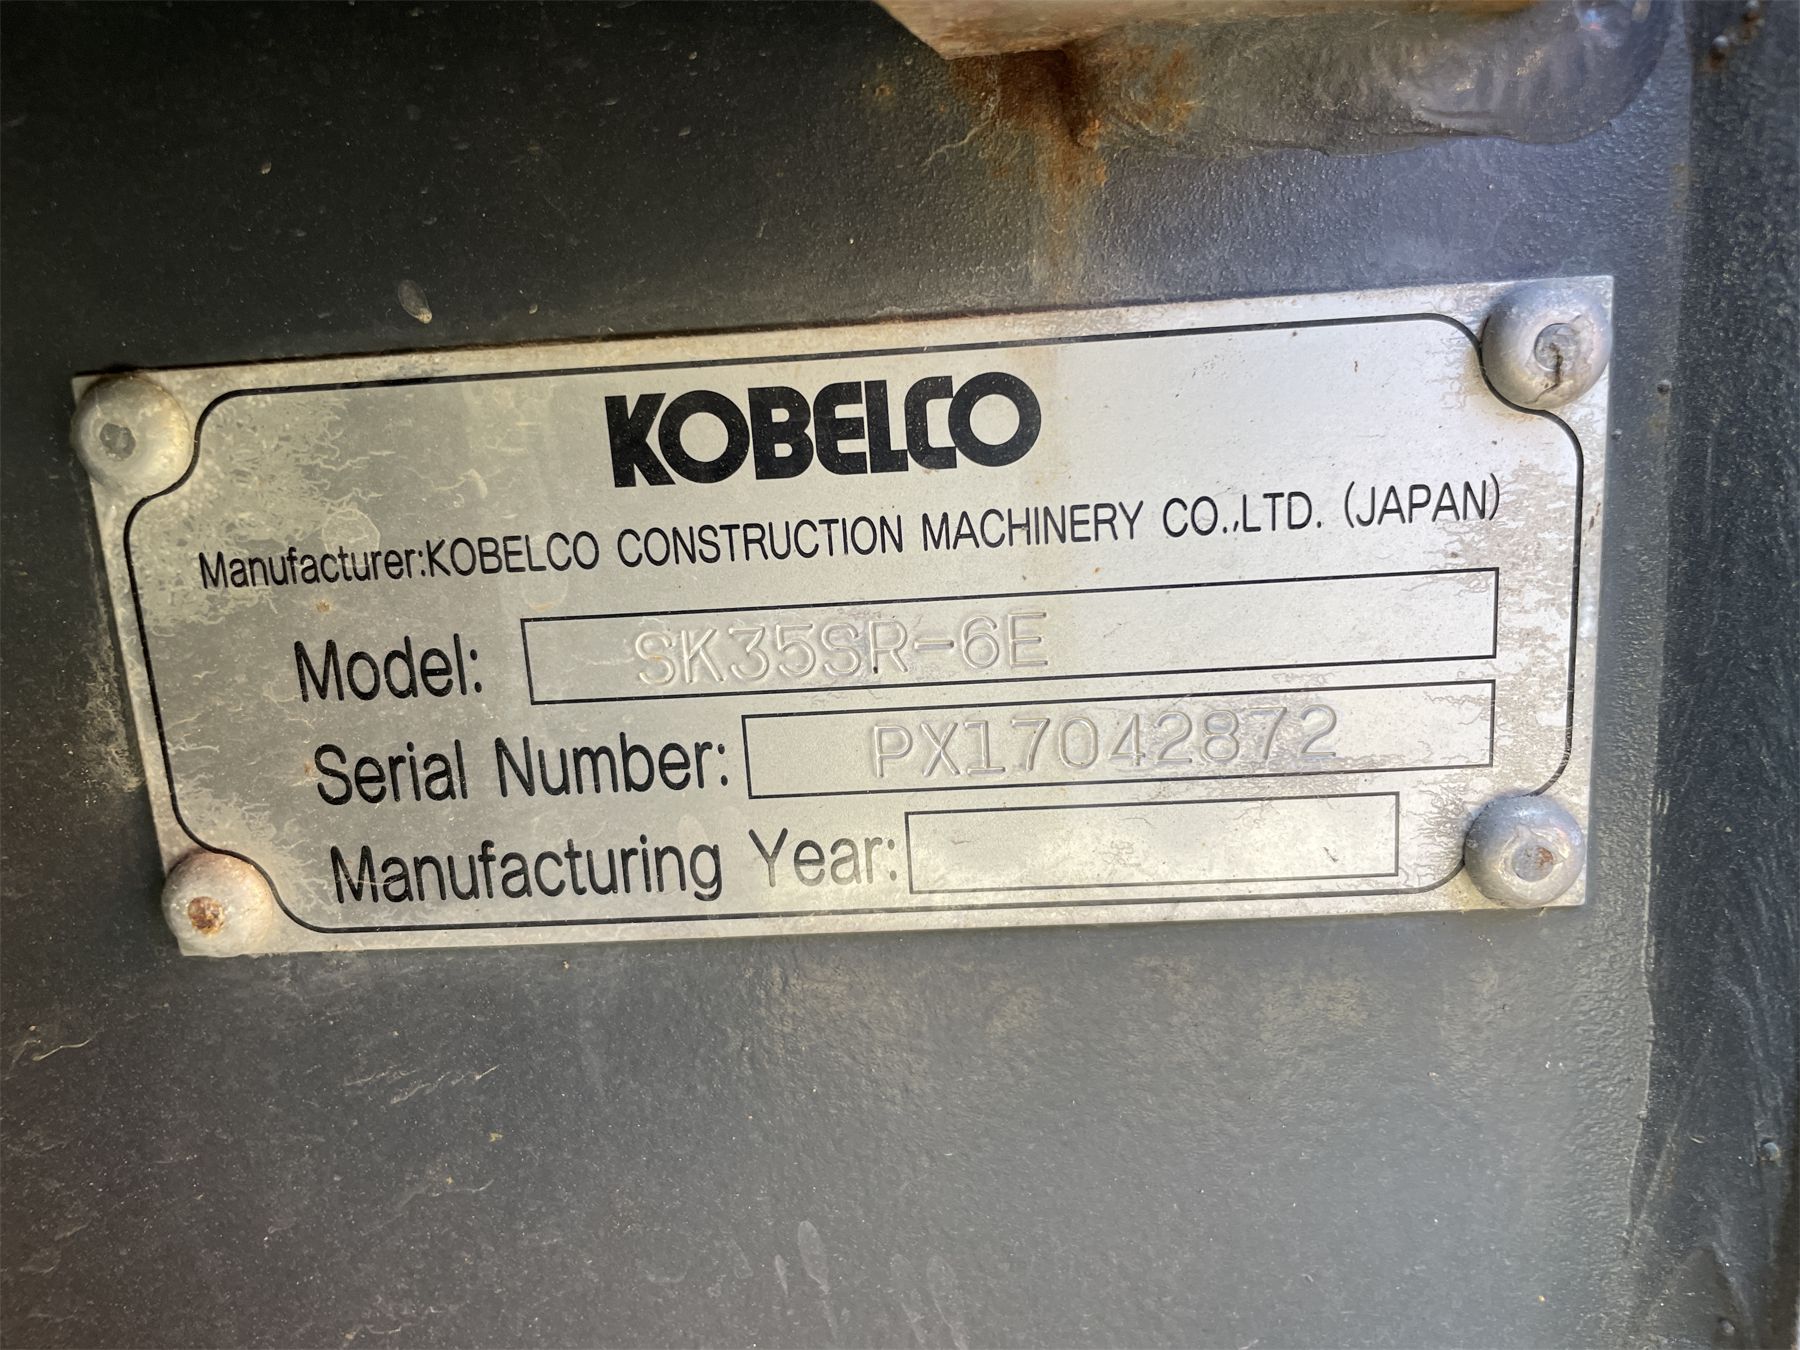 KOBELCO
Manufacturer:KOBELCO CONSTRUCTION MACHINERY CO.,LTD. (JAPAN)
Model: SK35SR-6E
Serial Number: PX17042872
Manufacturing Year: